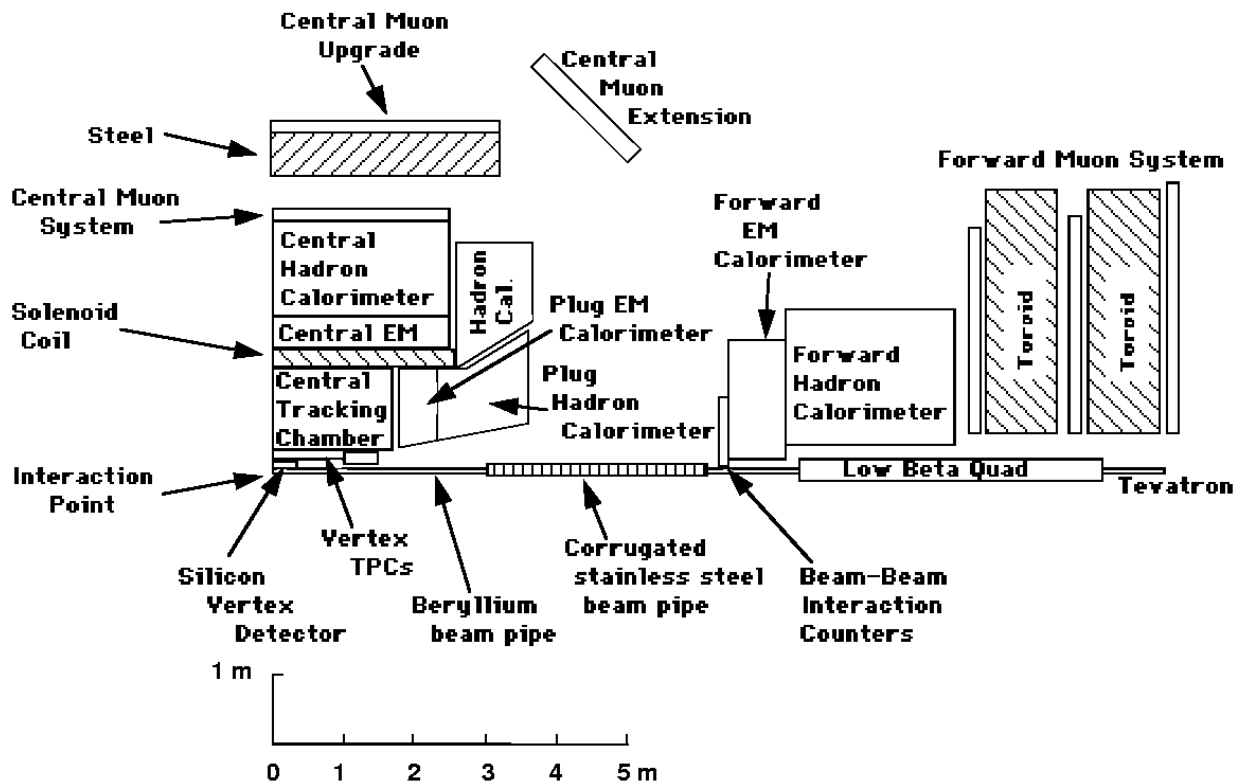 Central Muon
Upgrade
Central
Muon
Extension
Steel
Forward Muon System
Central Muon
System
Forward
EM
Calorimeter
Central
Hadron
Calorimeter
Hadron
Cal.
Toroid
Toroid
Solenoid
Coil
Plug EM
Calorimeter
Central EM
Forward
Hadron
Calorimeter
Central
Tracking
Chamber
Plug
Hadron
Calorimeter
Interaction
Point
Low Beta Quad
Tevatron
Vertex
TPCs
Silicon
Vertex
Detector
Beryllium
beam pipe
Corrugated
stainless steel
beam pipe
Beam-Beam
Interaction
Counters
1 m
0 1 2 3 4 5 m